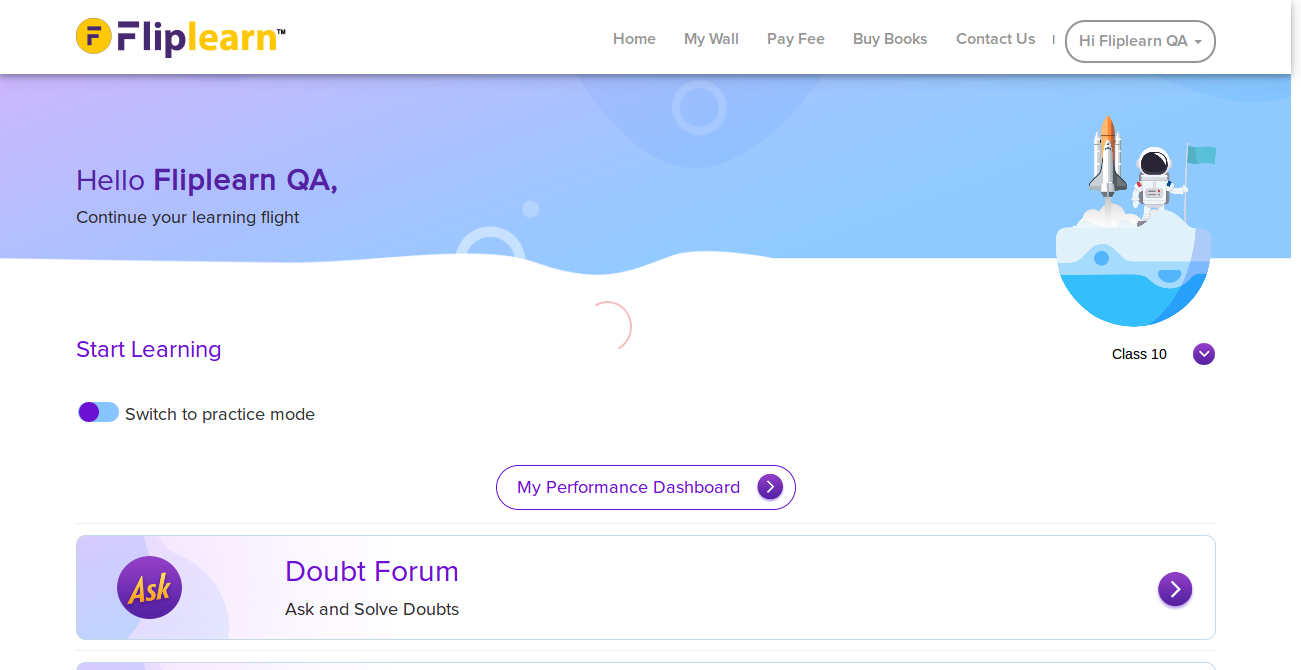 Fliplearn™
Home My Wall Pay Fee Buy Books Contact Us | Hi Fliplearn QA
Hello Fliplearn QA,
Continue your learning flight
Start Learning
Class 10
Switch to practice mode
My Performance Dashboard
Ask
Doubt Forum
Ask and Solve Doubts